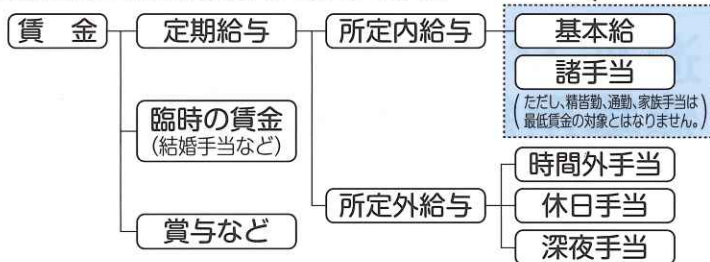 賃 金
定期給与
所定内給与
基本給
諸手当
(ただし、精皆勤、通勤、家族手当は
最低賃金の対象とはなりません。)
臨時の賃金
(結婚手当など)
時間外手当
所定外給与
休日手当
賞与など
深夜手当